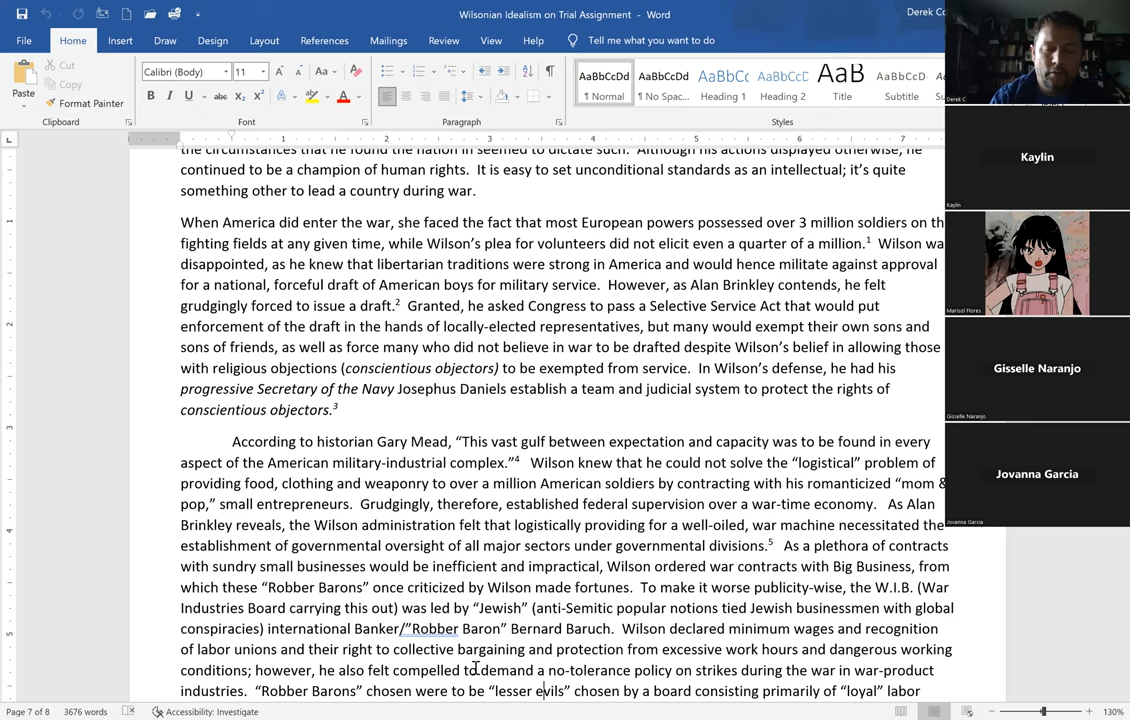 Wilsonian Idealism on Trial Assignment - Word
Derek Co
File Home Insert Draw Design Layout References Mailings Review View Help Tell me what you want to do
Paste
Cut
Copy
Format Painter
Clipboard
Calibri (Body) 11
Font
Paragraph
AaBbCcDd ¶ Normal
AaBbCcDd ¶ No Spac...
AaBbCc Heading 1
AaBbCcD Heading 2
AaB Title
AaBbCcD Subtitle
Styles
1 2 3 4 5 6 7
the circumstances that he found the nation in seemed to dictate such. Although his actions displayed otherwise, he
continued to be a champion of human rights. It is easy to set unconditional standards as an intellectual; it's quite
something other to lead a country during war.
When America did enter the war, she faced the fact that most European powers possessed over 3 million soldiers on th
fighting fields at any given time, while Wilson's plea for volunteers did not elicit even a quarter of a million.1 Wilson wa
disappointed, as he knew that libertarian traditions were strong in America and would hence militate against approval
for a national, forceful draft of American boys for military service. However, as Alan Brinkley contends, he felt
grudgingly forced to issue a draft.2 Granted, he asked Congress to pass a Selective Service Act that would put
enforcement of the draft in the hands of locally-elected representatives, but many would exempt their own sons and
sons of friends, as well as force many who did not believe in war to be drafted despite Wilson's belief in allowing those
with religious objections (conscientious objectors) to be exempted from service. In Wilson's defense, he had his
progressive Secretary of the Navy Josephus Daniels establish a team and judicial system to protect the rights of
conscientious objectors.3
According to historian Gary Mead, "This vast gulf between expectation and capacity was to be found in every
aspect of the American military-industrial complex."4 Wilson knew that he could not solve the "logistical" problem of
providing food, clothing and weaponry to over a million American soldiers by contracting with his romanticized "mom &
pop," small entrepreneurs. Grudgingly, therefore, established federal supervision over a war-time economy. As Alan
Brinkley reveals, the Wilson administration felt that logistically providing for a well-oiled, war machine necessitated the
establishment of governmental oversight of all major sectors under governmental divisions.5 As a plethora of contracts
with sundry small businesses would be inefficient and impractical, Wilson ordered war contracts with Big Business, from
which these "Robber Barons" once criticized by Wilson made fortunes. To make it worse publicity-wise, the W.I.B. (War
Industries Board carrying this out) was led by "Jewish" (anti-Semitic popular notions tied Jewish businessmen with global
conspiracies) international Banker/"Robber Baron" Bernard Baruch. Wilson declared minimum wages and recognition
of labor unions and their right to collective bargaining and protection from excessive work hours and dangerous working
conditions; however, he also felt compelled to demand a no-tolerance policy on strikes during the war in war-product
industries. "Robber Barons" chosen were to be "lesser evils" chosen by a board consisting primarily of "loyal" labor
Derek C
Kaylin
Kaylin
Marisol Flores
Gisselle Naranjo
Gisselle Naranjo
Jovanna Garcia
Jovanna Garcia
Page 7 of 8 3676 words Accessibility: Investigate 130%